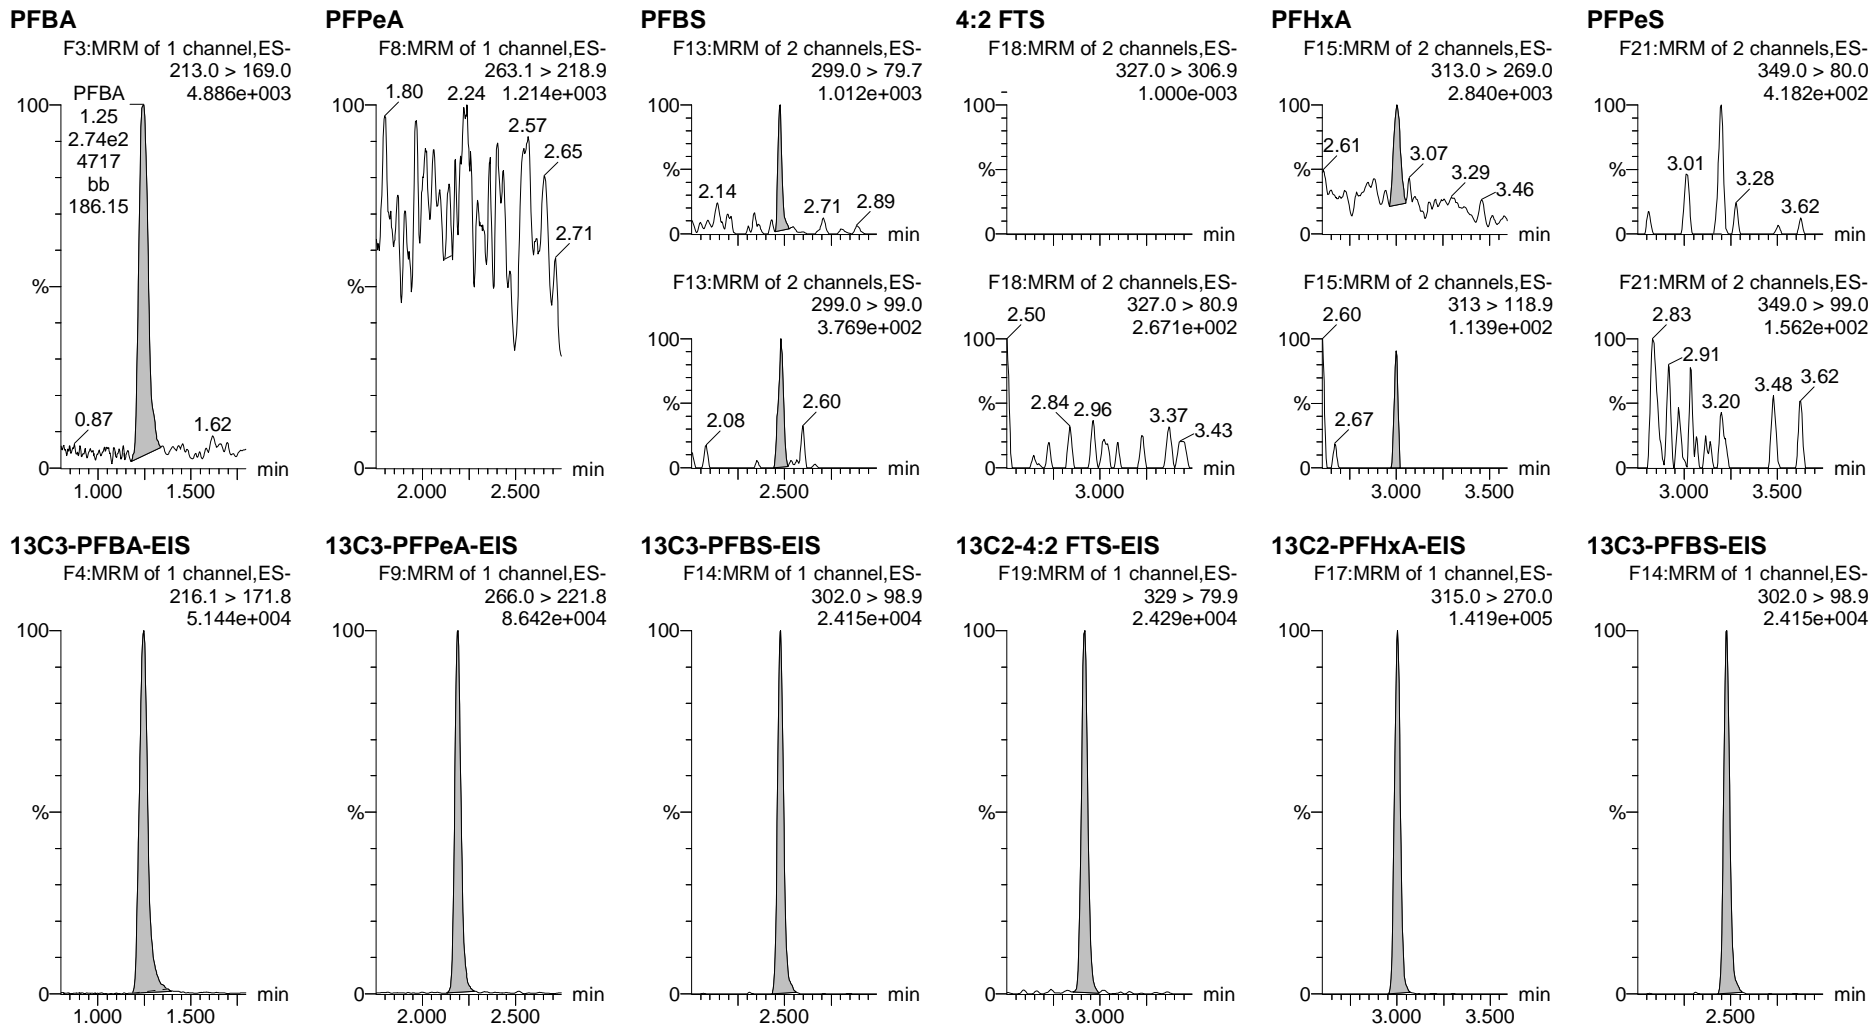 PFBA
F3:MRM of 1 channel,ES-
213.0 > 169.0
4.886e+003
PFBA
1.25
2.74e2
4717
bb
186.15
100
%
0
0.87
1.62
min
1.000
1.500
PFPeA
F8:MRM of 1 channel,ES-
263.1 > 218.9
1.214e+003
1.80
2.24
2.57
2.65
2.71
100
%
0
min
2.000
2.500
PFBS
F13:MRM of 2 channels,ES-
299.0 > 79.7
1.012e+003
100
%
0
2.14
2.71
2.89
min
F13:MRM of 2 channels,ES-
299.0 > 99.0
3.769e+002
100
%
0
2.08
2.60
min
2.500
4:2 FTS
F18:MRM of 2 channels,ES-
327.0 > 306.9
1.000e-003
100
%
0
min
F18:MRM of 2 channels,ES-
327.0 > 80.9
2.671e+002
2.50
100
%
0
2.84
2.96
3.37
3.43
min
3.000
PFHxA
F15:MRM of 2 channels,ES-
313.0 > 269.0
2.840e+003
100
%
0
2.61
3.07
3.29
3.46
min
F15:MRM of 2 channels,ES-
313 > 118.9
1.139e+002
2.60
100
%
0
2.67
min
3.000
3.500
PFPeS
F21:MRM of 2 channels,ES-
349.0 > 80.0
4.182e+002
100
%
0
3.01
3.28
3.62
min
F21:MRM of 2 channels,ES-
349.0 > 99.0
1.562e+002
2.83
100
%
0
2.91
3.20
3.48
3.62
min
3.000
3.500
13C3-PFBA-EIS
F4:MRM of 1 channel,ES-
216.1 > 171.8
5.144e+004
100
%
0
min
1.000
1.500
13C3-PFPeA-EIS
F9:MRM of 1 channel,ES-
266.0 > 221.8
8.642e+004
100
%
0
min
2.000
2.500
13C3-PFBS-EIS
F14:MRM of 1 channel,ES-
302.0 > 98.9
2.415e+004
100
%
0
min
2.500
13C2-4:2 FTS-EIS
F19:MRM of 1 channel,ES-
329 > 79.9
2.429e+004
100
%
0
min
3.000
13C2-PFHxA-EIS
F17:MRM of 1 channel,ES-
315.0 > 270.0
1.419e+005
100
%
0
min
3.000
3.500
13C3-PFBS-EIS
F14:MRM of 1 channel,ES-
302.0 > 98.9
2.415e+004
100
%
0
min
2.500